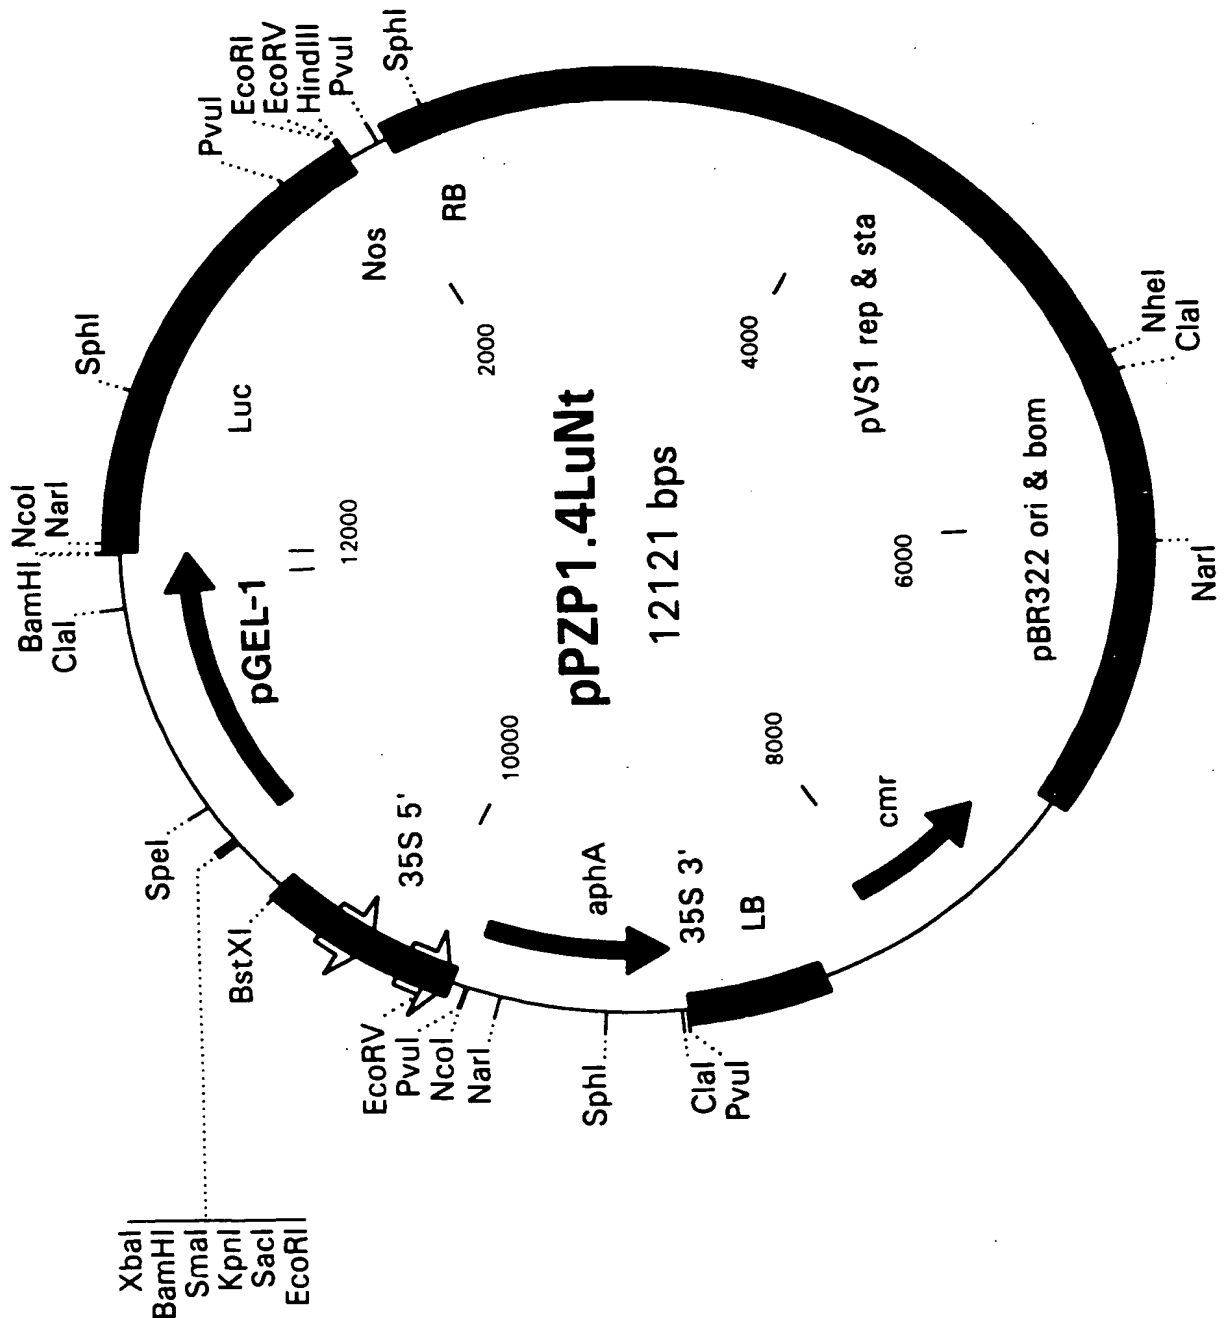 pPZP1.4LuNt
12121 bps
XbaI
BamHI
SmaI
KpnI
SacI
EcoRI
SpeI
ClaI
BamHI
NcoI
NarI
SphI
PvuI
EcoRI
EcoRV
HindIII
PvuI
SphI
NheI
ClaI
NarI
PvuI
ClaI
SphI
NarI
NcoI
PvuI
EcoRV
BstXI
pGEL-1
Luc
Nos
RB
pVS1 rep & sta
pBR322 ori & bom
cmr
LB
35S 3'
aphA
35S 5'
12000
2000
4000
6000
8000
10000